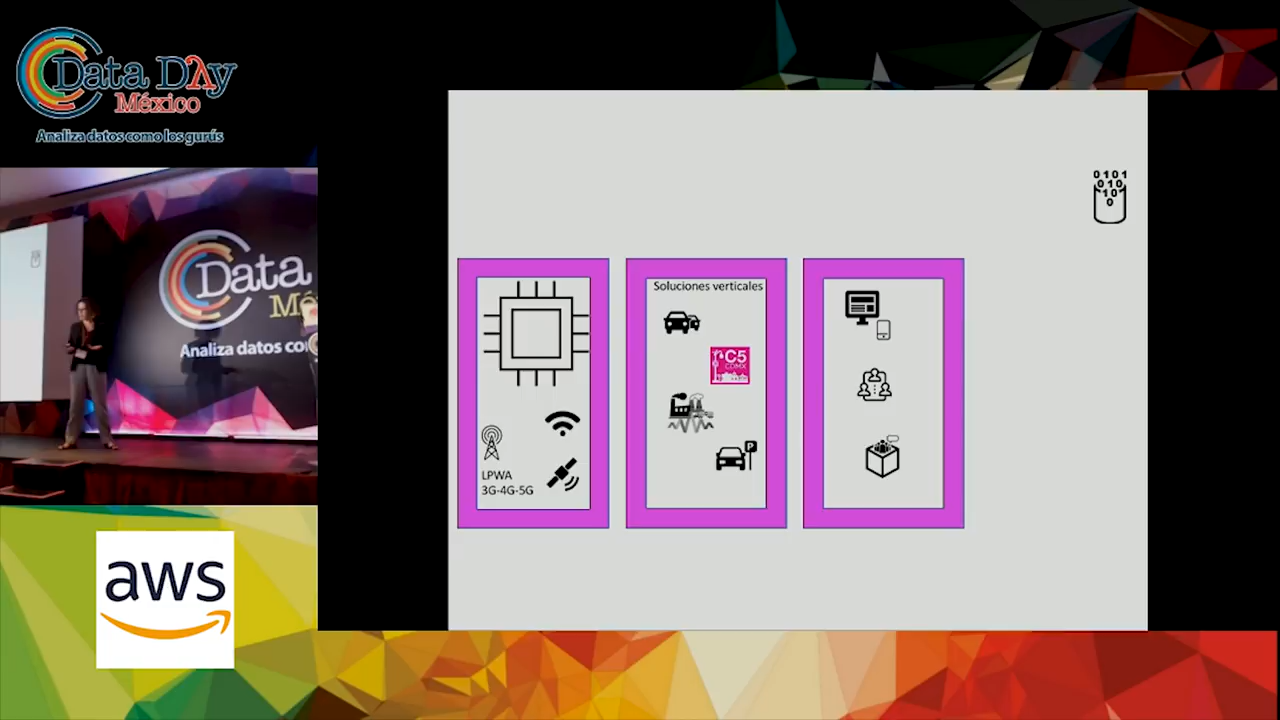 Data Day
México
Analiza datos como los gurús
Data
Mé
Analiza datos co
aws
0101
010
10
0
Soluciones verticales
C5
CDMX
P
LPWA
3G-4G-5G